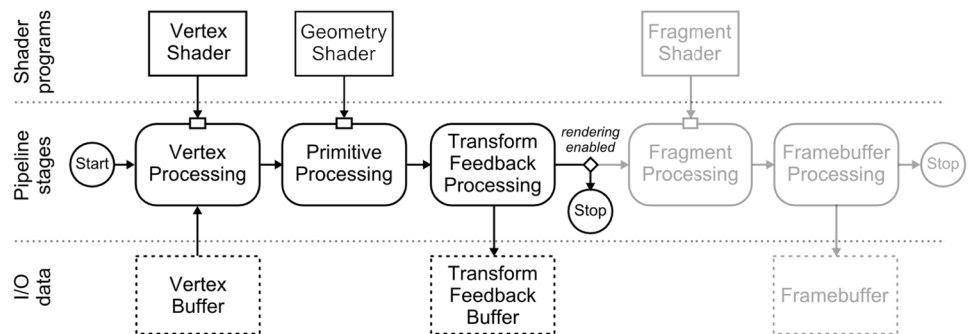 Shader
programs
Vertex
Shader
Geometry
Shader
Fragment
Shader
Pipeline
stages
Start
Vertex
Processing
Primitive
Processing
Transform
Feedback
Processing
rendering
enabled
Stop
Fragment
Processing
Framebuffer
Processing
Stop
I/O
data
Vertex
Buffer
Transform
Feedback
Buffer
Framebuffer